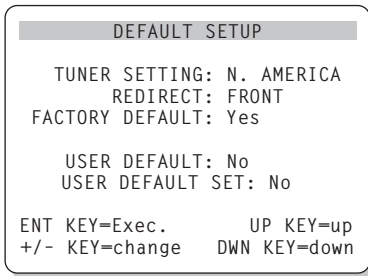 DEFAULT SETUP
TUNER SETTING: N. AMERICA
REDIRECT: FRONT
FACTORY DEFAULT: Yes
USER DEFAULT: No
USER DEFAULT SET: No
ENT KEY=Exec. UP KEY=up
+/- KEY=change DWN KEY=down